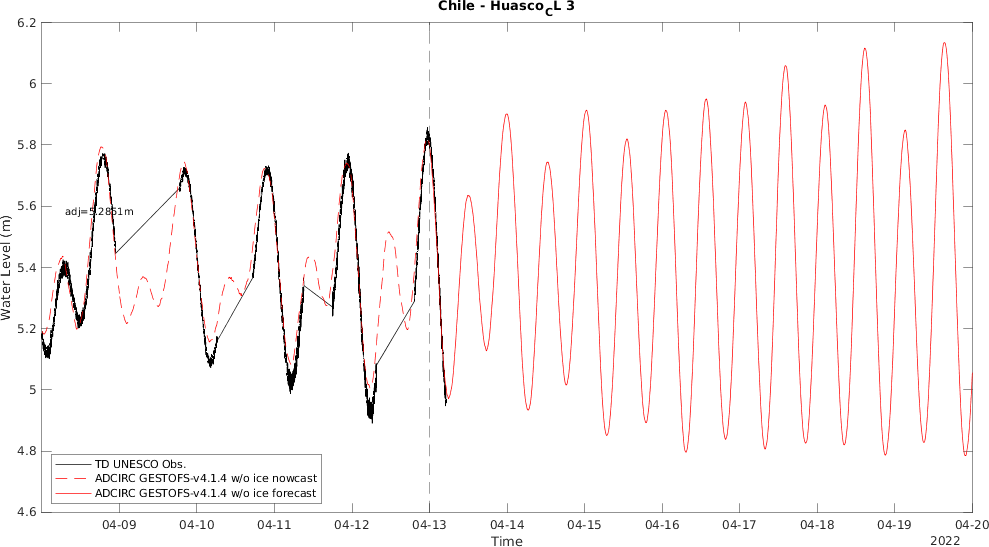 Chile - Huasco_CL 3
6.2
6
5.8
5.6
5.4
5.2
5
4.8
4.6
Water Level (m)
adj=5.2861m
TD UNESCO Obs.
ADCIRC GESTOFS-v4.1.4 w/o ice nowcast
ADCIRC GESTOFS-v4.1.4 w/o ice forecast
04-09 04-10 04-11 04-12 04-13 04-14 04-15 04-16 04-17 04-18 04-19 04-20
Time
2022